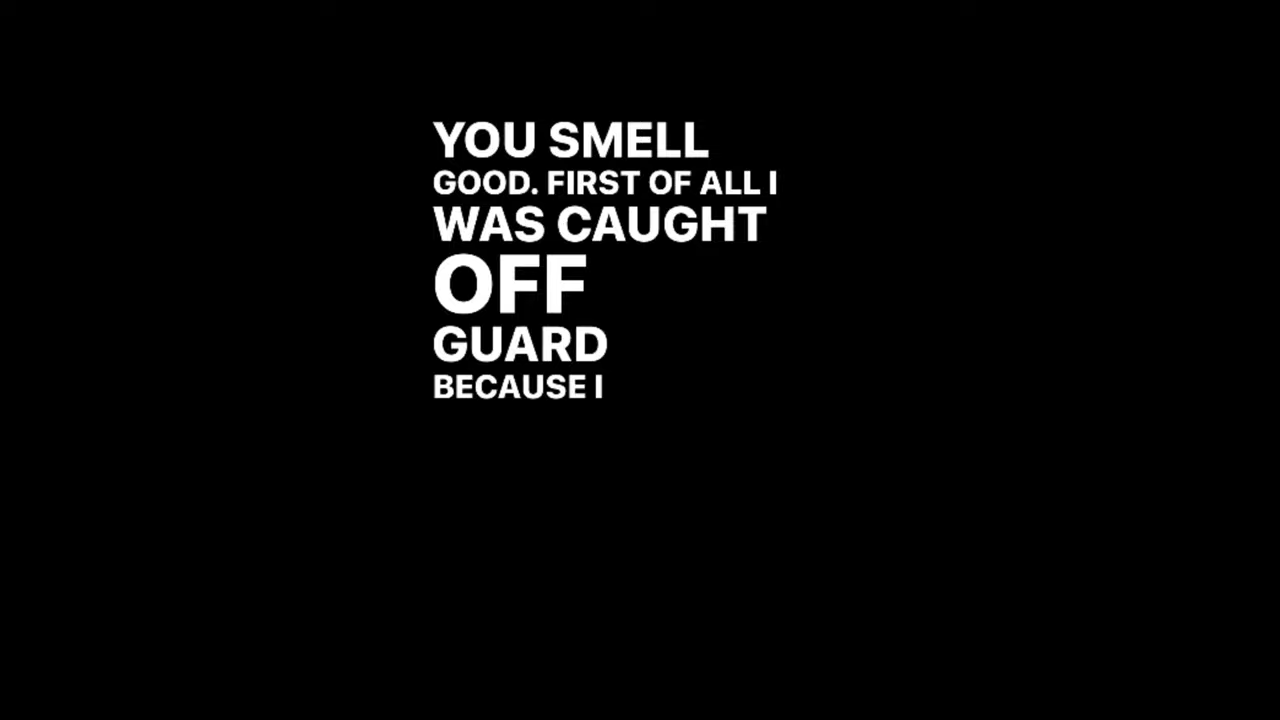 YOU SMELL
GOOD. FIRST OF ALL I
WAS CAUGHT
OFF
GUARD
BECAUSE I